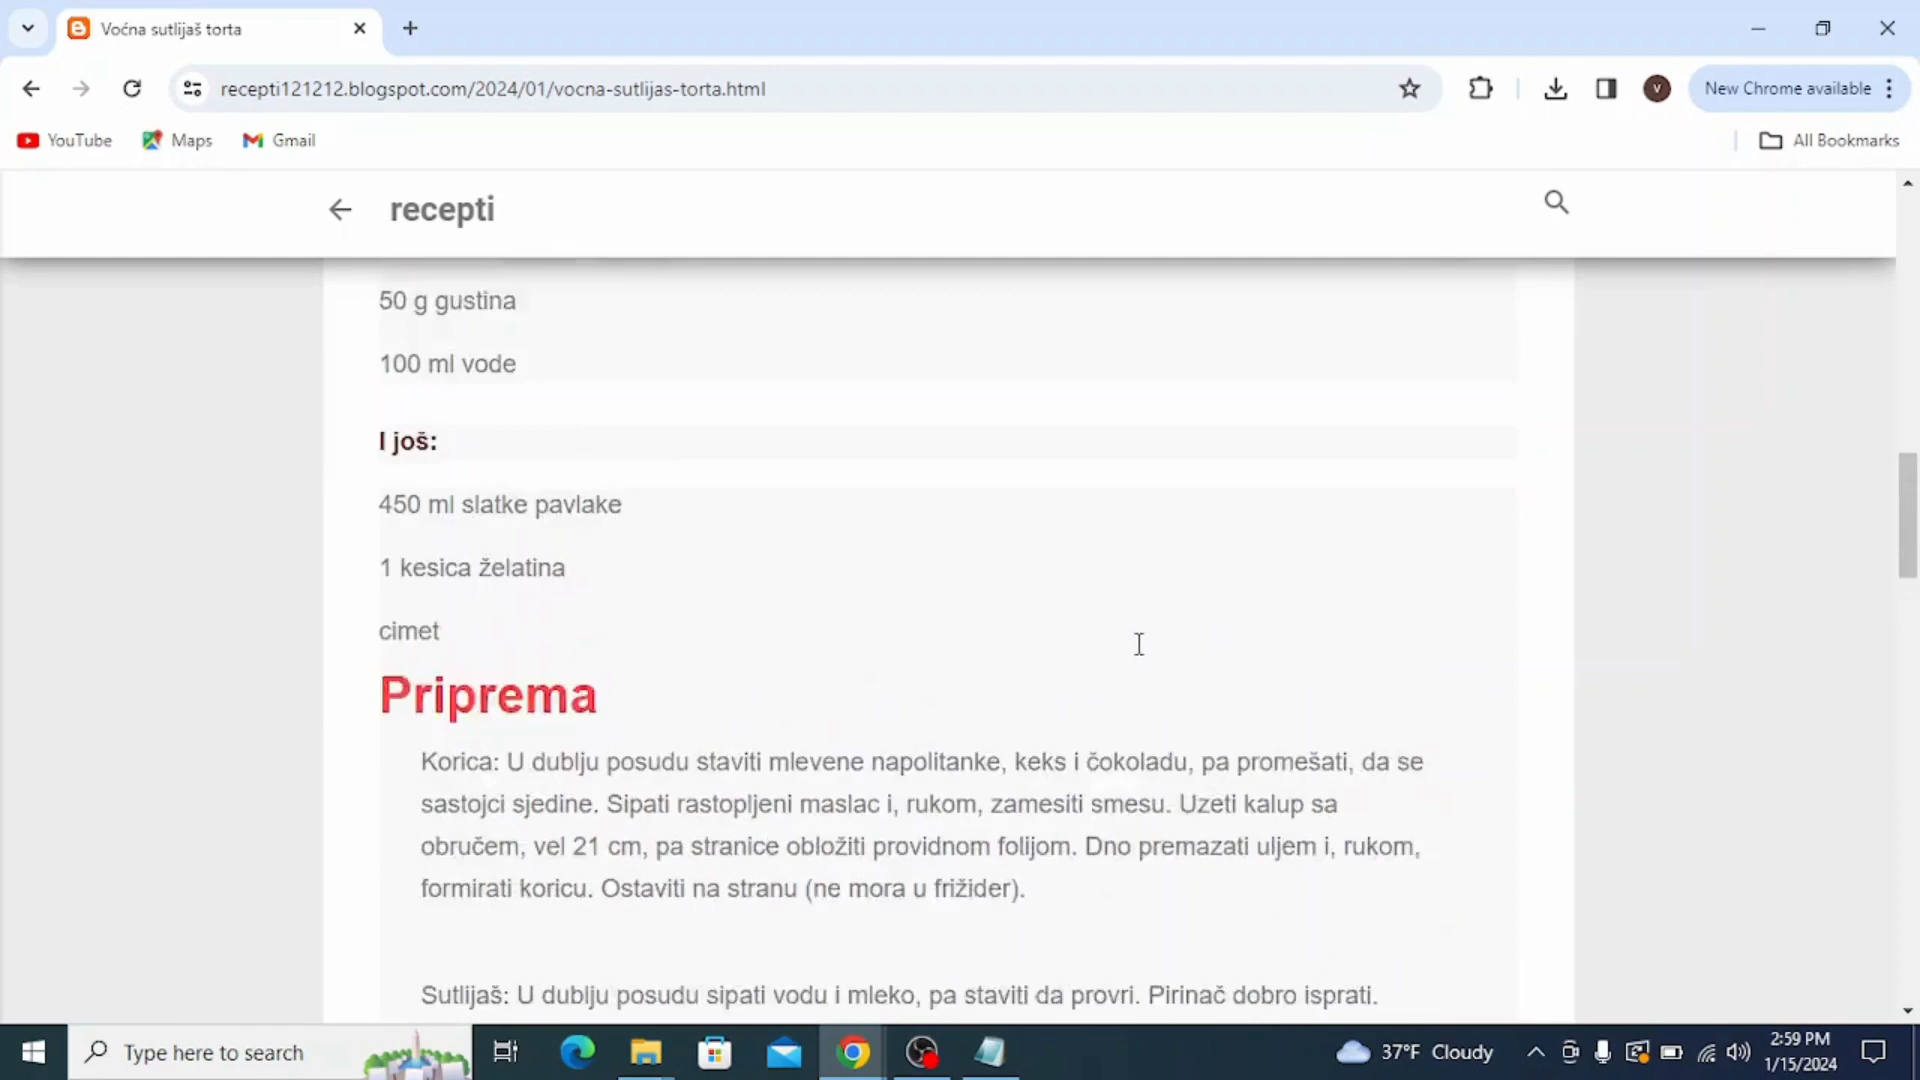 Voćna sutlijaš torta
recepti121212.blogspot.com/2024/01/vocna-sutlijas-torta.html
V
New Chrome available
YouTube
Maps
Gmail
All Bookmarks
recepti
50 g gustina
100 ml vode
I još:
450 ml slatke pavlake
1 kesica želatina
cimet
Priprema
Korica: U dublju posudu staviti mlevene napolitanke, keks i čokoladu, pa promešati, da se
sastojci sjedine. Sipati rastopljeni maslac i, rukom, zamesiti smesu. Uzeti kalup sa
obručem, vel 21 cm, pa stranice obložiti providnom folijom. Dno premazati uljem i, rukom,
formirati koricu. Ostaviti na stranu (ne mora u frižider).
Sutlijaš: U dublju posudu sipati vodu i mleko, pa staviti da provri. Pirinač dobro isprati.
Type here to search
37°F Cloudy
2:59 PM
1/15/2024